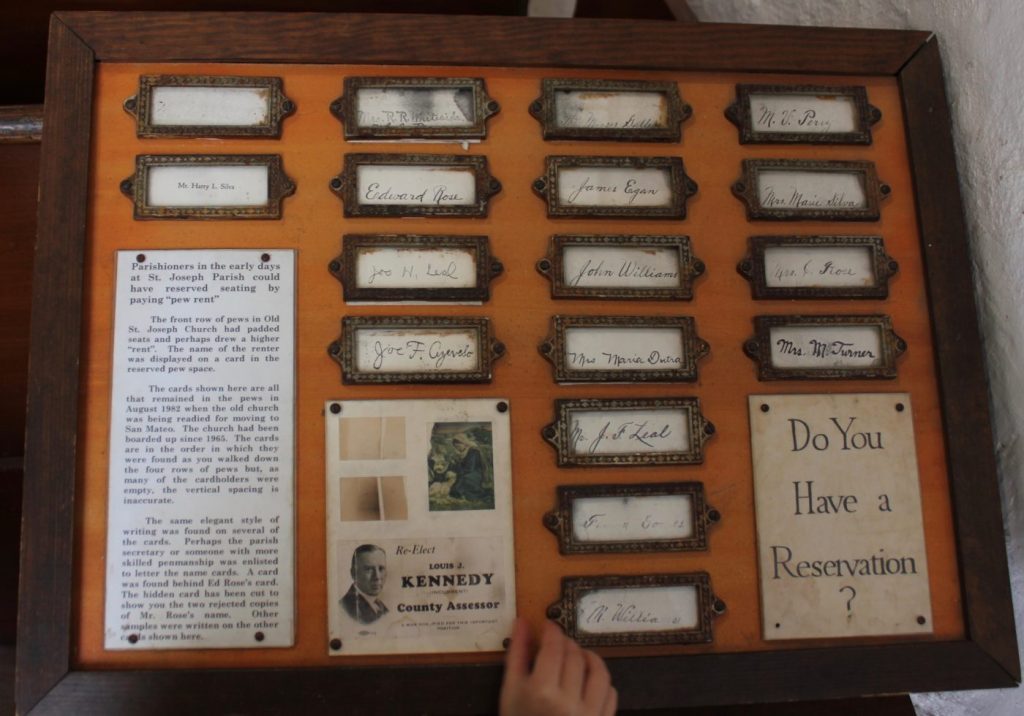 Mrs. R. R. Whiteside
M. V. Perry
Mr. Harry L. Silva
Edward Rose
James Egan
Mrs. Marie Silva
Joe H. Leal
John Williams
Rose
Joe F. Azevedo
Mrs Maria Dutra
Mrs. M. Turner
J. F Leal
M. Willia s
Parishioners in the early days
at St. Joseph Parish could
have reserved seating by
paying "pew rent"
The front row of pews in Old
St. Joseph Church had padded
seats and perhaps drew a higher
"rent". The name of the renter
was displayed on a card in the
reserved pew space.
The cards shown here are all
that remained in the pews in
August 1982 when the old church
was being readied for moving to
San Mateo. The church had been
boarded up since 1965. The cards
are in the order in which they
were found as you walked down
the four rows of pews but, as
many of the cardholders were
empty, the vertical spacing is
inaccurate.
The same elegant style of
writing was found on several of
the cards. Perhaps the parish
secretary or someone with more
skilled penmanship was enlisted
to letter the name cards. A card
was found behind Ed Rose's card.
The hidden card has been cut to
show you the two rejected copies
of Mr. Rose's name. Other
samples were written on the other
cards shown here.
Re-Elect
LOUIS J.
KENNEDY
(INCUMBENT)
County Assessor
A MAN QUALIFIED FOR THIS IMPORTANT
POSITION
Do You
Have a
Reservation
?